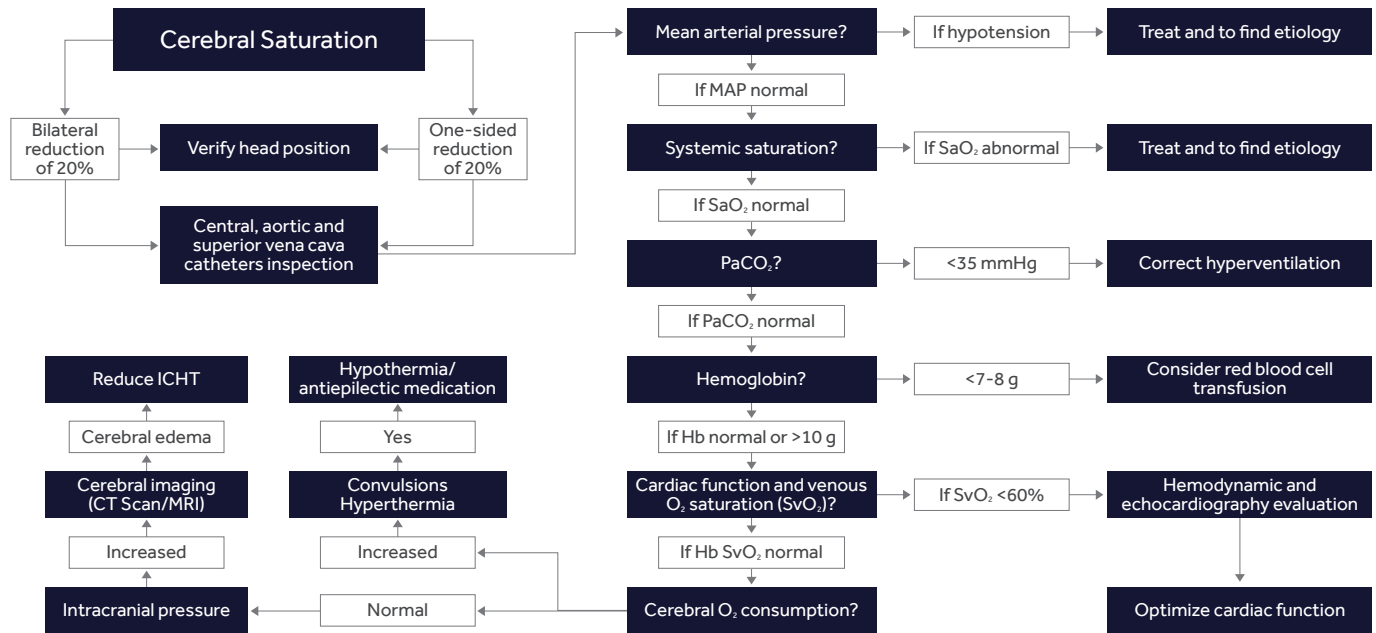 Cerebral Saturation
Bilateral
reduction
of 20%
Verify head position
One-sided
reduction
of 20%
Central, aortic and
superior vena cava
catheters inspection
Mean arterial pressure?
If hypotension
Treat and to find etiology
If MAP normal
Systemic saturation?
If SaO₂ abnormal
Treat and to find etiology
If SaO₂ normal
PaCO₂?
<35 mmHg
Correct hyperventilation
If PaCO₂ normal
Hemoglobin?
<7-8 g
Consider red blood cell
transfusion
If Hb normal or >10 g
Cardiac function and venous
O₂ saturation (SvO₂)?
If SvO₂ <60%
Hemodynamic and
echocardiography evaluation
Optimize cardiac function
If Hb SvO₂ normal
Cerebral O₂ consumption?
Increased
Convulsions
Hyperthermia
Yes
Hypothermia/
antiepilectic medication
Normal
Intracranial pressure
Increased
Cerebral imaging
(CT Scan/MRI)
Cerebral edema
Reduce ICHT